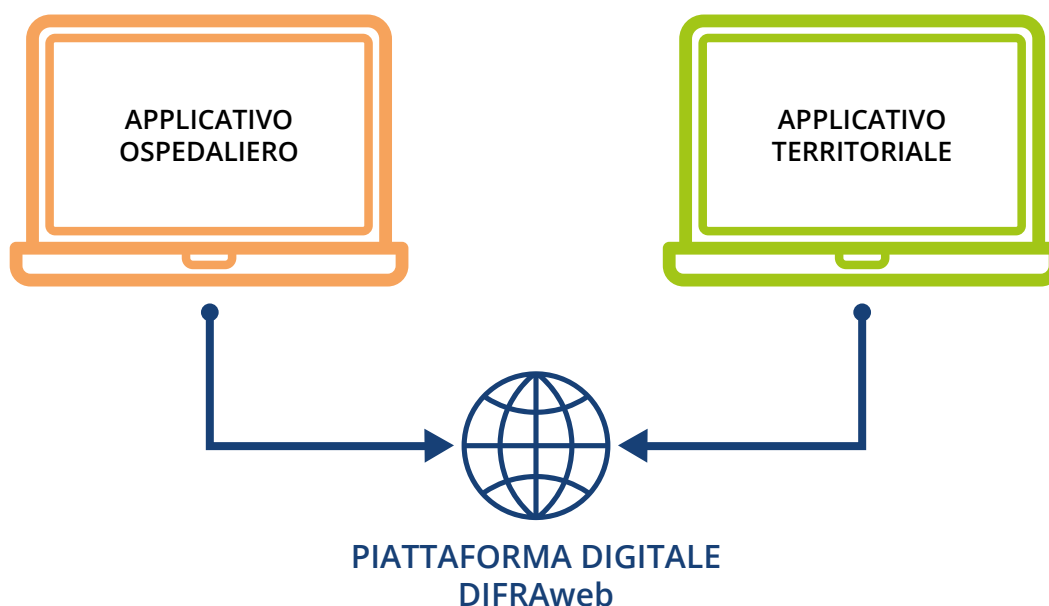 APPLICATIVO
OSPEDALIERO
APPLICATIVO
TERRITORIALE
PIATTAFORMA DIGITALE
DIFRAweb